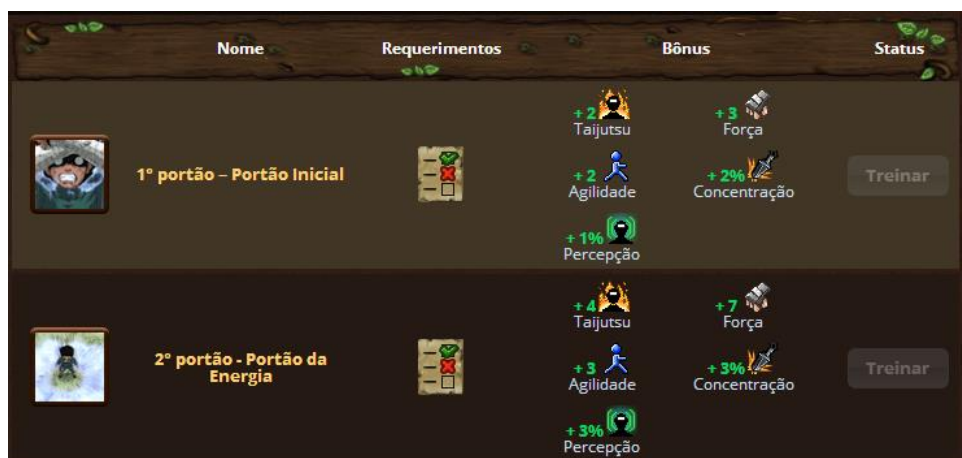 Nome Requerimentos Bônus Status
1º portão – Portão Inicial
+2 +3
Taijutsu Força
+2 +2%
Agilidade Concentração
+1%
Percepção
Treinar
2º portão - Portão da
Energia
+4 +7
Taijutsu Força
+3 +3%
Agilidade Concentração
+3%
Percepção
Treinar